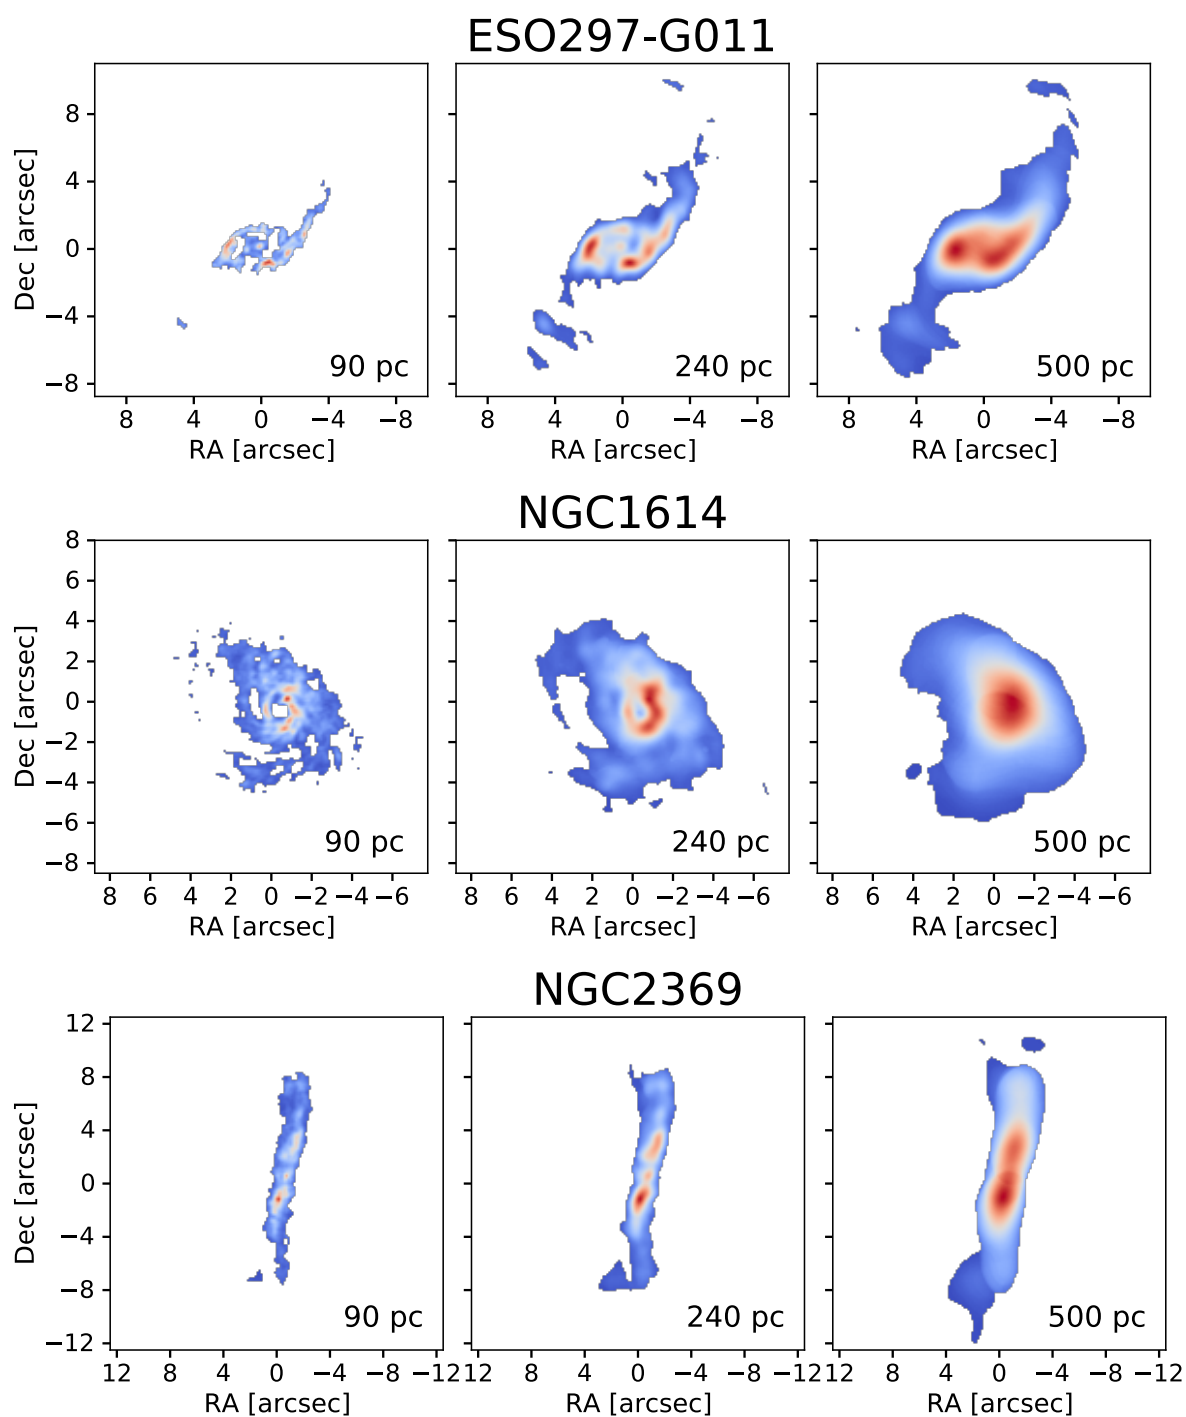 ESO297-G011
Dec [arcsec]
8
4
0
−4
−8
90 pc
240 pc
500 pc
8 4 0 −4 −8
8 4 0 −4 −8
8 4 0 −4 −8
RA [arcsec]
RA [arcsec]
RA [arcsec]
NGC1614
Dec [arcsec]
8
6
4
2
0
−2
−4
−6
−8
90 pc
240 pc
500 pc
8 6 4 2 0 −2 −4 −6
8 6 4 2 0 −2 −4 −6
8 6 4 2 0 −2 −4 −6
RA [arcsec]
RA [arcsec]
RA [arcsec]
NGC2369
Dec [arcsec]
12
8
4
0
−4
−8
−12
90 pc
240 pc
500 pc
12 8 4 0 −4 −8 −12
12 8 4 0 −4 −8 −12
12 8 4 0 −4 −8 −12
RA [arcsec]
RA [arcsec]
RA [arcsec]